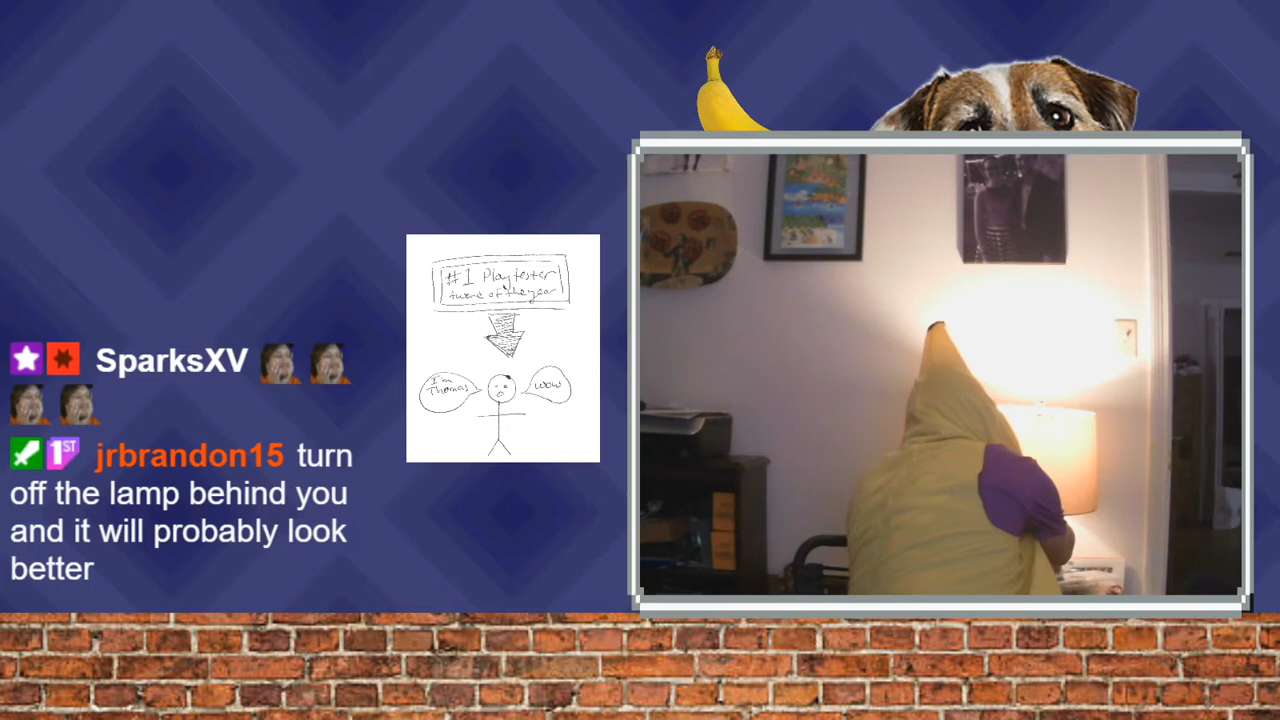 #1 Playtester
Award of the year
I'm
Thomas
wow
SparksXV
1ST jrbrandon15 turn
off the lamp behind you
and it will probably look
better